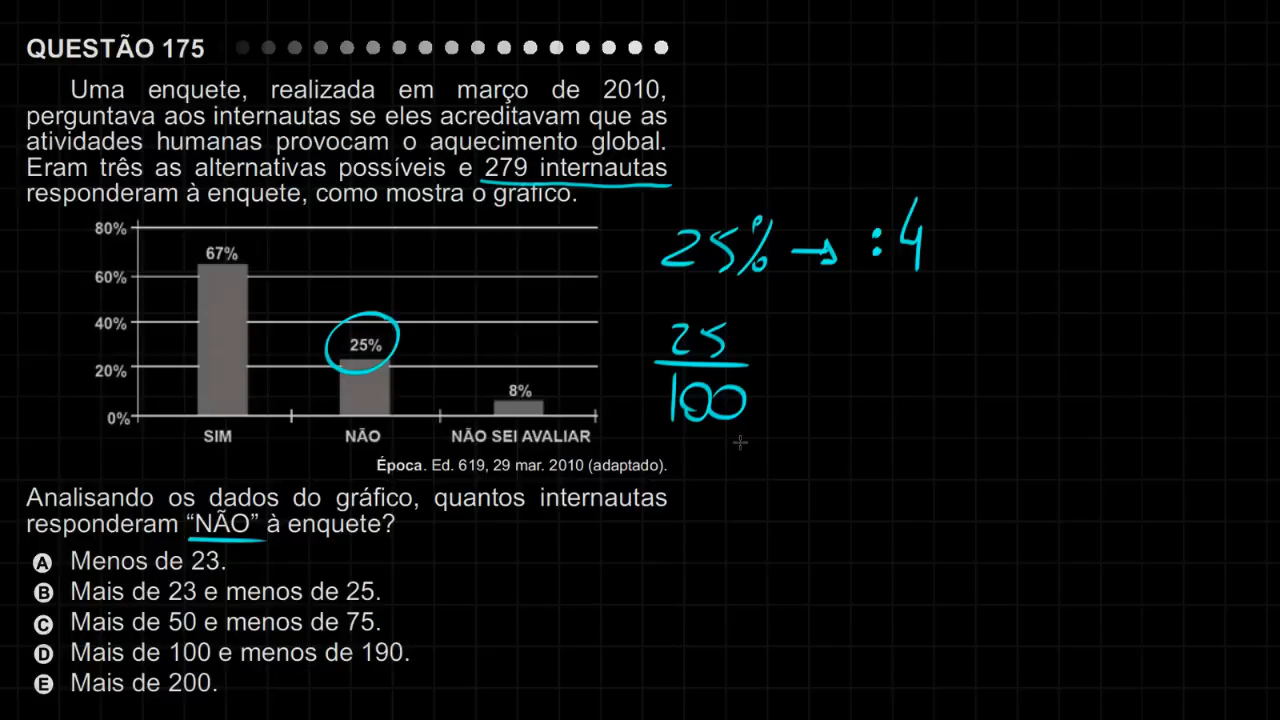 QUESTÃO 175
Uma enquete, realizada em março de 2010,
perguntava aos internautas se eles acreditavam que as
atividades humanas provocam o aquecimento global.
Eram três as alternativas possíveis e 279 internautas
responderam à enquete, como mostra o gráfico.
80%
67%
60%
40%
25%
20%
8%
0%
SIM NÃO NÃO SEI AVALIAR
Época. Ed. 619, 29 mar. 2010 (adaptado).
Analisando os dados do gráfico, quantos internautas
responderam “NÃO” à enquete?
A Menos de 23.
B Mais de 23 e menos de 25.
C Mais de 50 e menos de 75.
D Mais de 100 e menos de 190.
E Mais de 200.
25% → :4
25
100